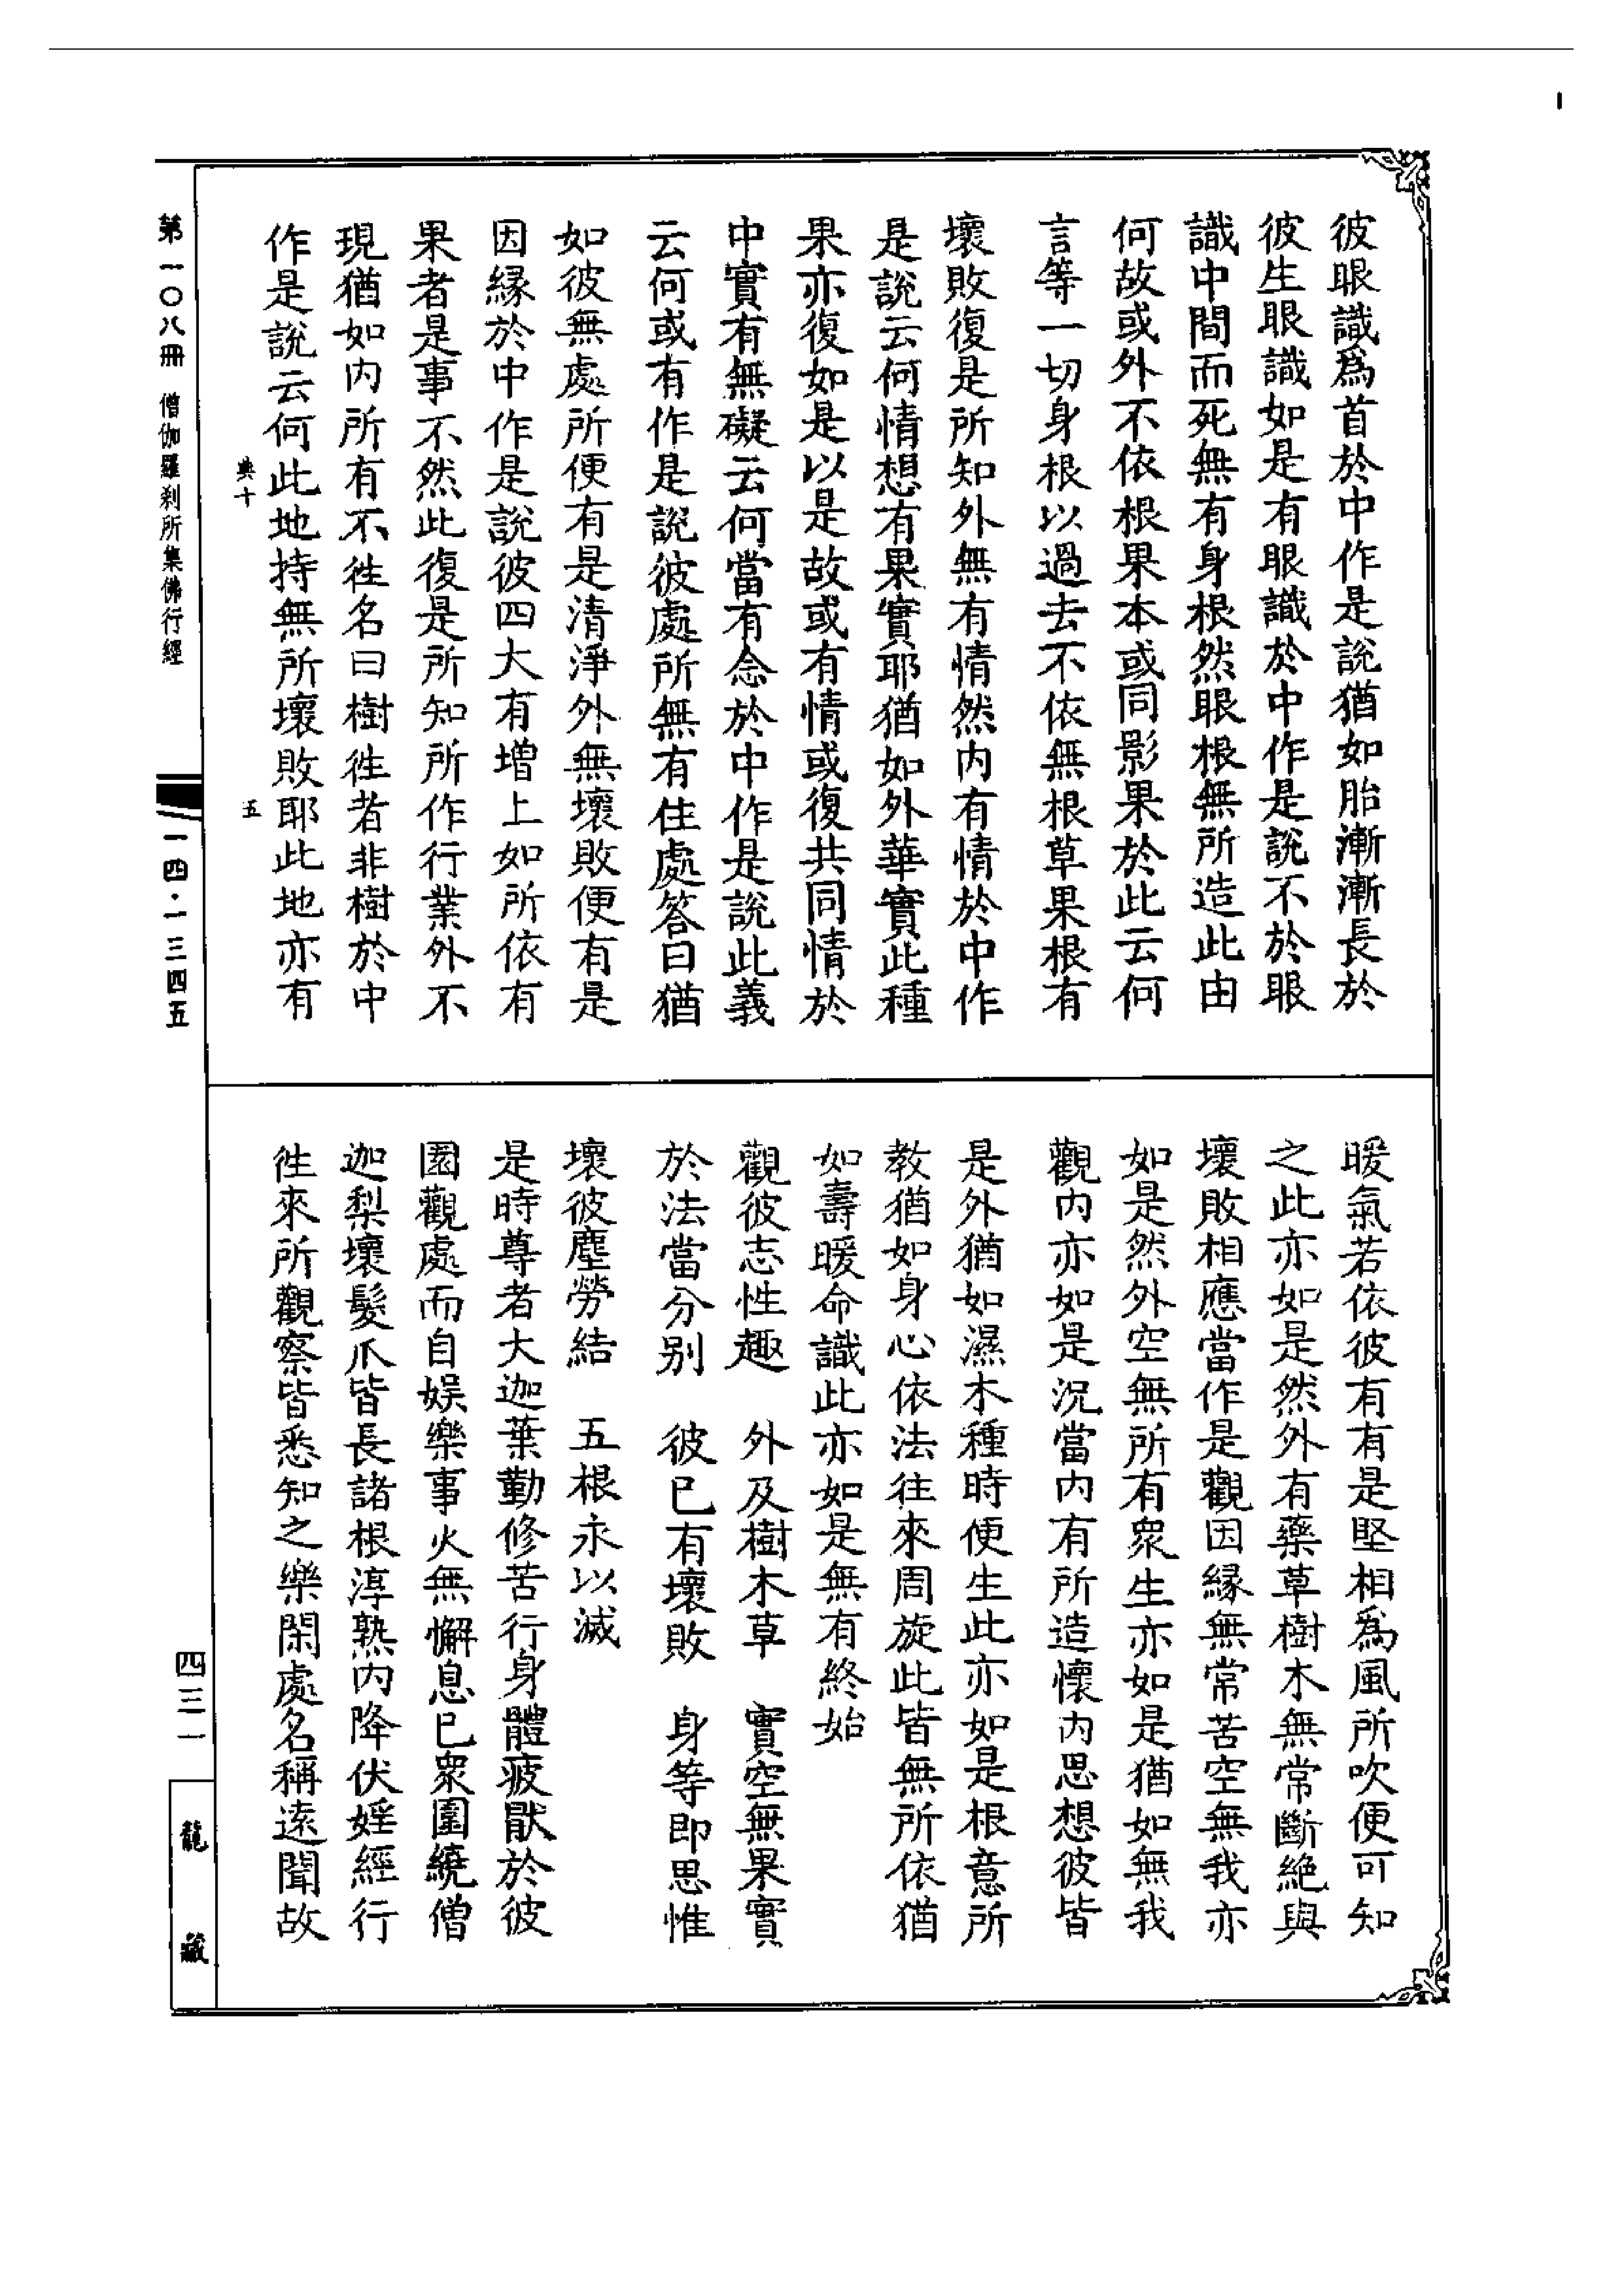 彼眼識爲首於中作是說猶如胎漸漸長於
彼生眼識如是有眼識於中作是說不於眼
識中間而死無有身根然眼根無所造此由
何故或外不依根果本或同影果於此云何
言等一切身根以過去不依無根草果根有
壞敗復是所知外無有情然内有情於中作
是說云何情想有果實耶猶如外華實此種
果亦復如是以是故或有情或復共同情於
中實有無礙云何當有念於中作是說此義
云何或有作是說彼處所無有住處答曰猶
如彼無處所便有是清淨外無壞敗便有是
因緣於中作是說彼四大有增上如所依有
果者是事不然此復是所知所作行業外不
現猶如内所有不徃名曰樹徃者非樹於中
作是說云何此地持無所壞敗耶此地亦有
典十　五
暖氣若依彼有有是堅相爲風所吹便可知
之此亦如是然外有藥草樹木無常斷絶與
壞敗相應當作是觀因緣無常苦空無我亦
如是然外空無所有衆生亦如是猶如無我
觀内亦如是況當内有所造懷内思想彼皆
是外猶如濕木種時便生此亦如是根意所
教猶如身心依法往來周旋此皆無所依猶
如壽暖命識此亦如是無有終始
觀彼志性趣　外及樹木草　實空無果實
於法當分别　彼已有壞敗　身等即思惟
壞彼塵勞結　五根永以滅
是時尊者大迦葉勤修苦行身體疲猒於彼
園觀處而自娱樂事火無懈息已衆圍繞僧
迦梨壞髮爪皆長諸根淳熟内降伏婬經行
徃來所觀察皆悉知之樂閑處名稱遠聞故
第一〇八冊　僧伽羅刹所集佛行經
一四·一三四五
四三一
龍藏